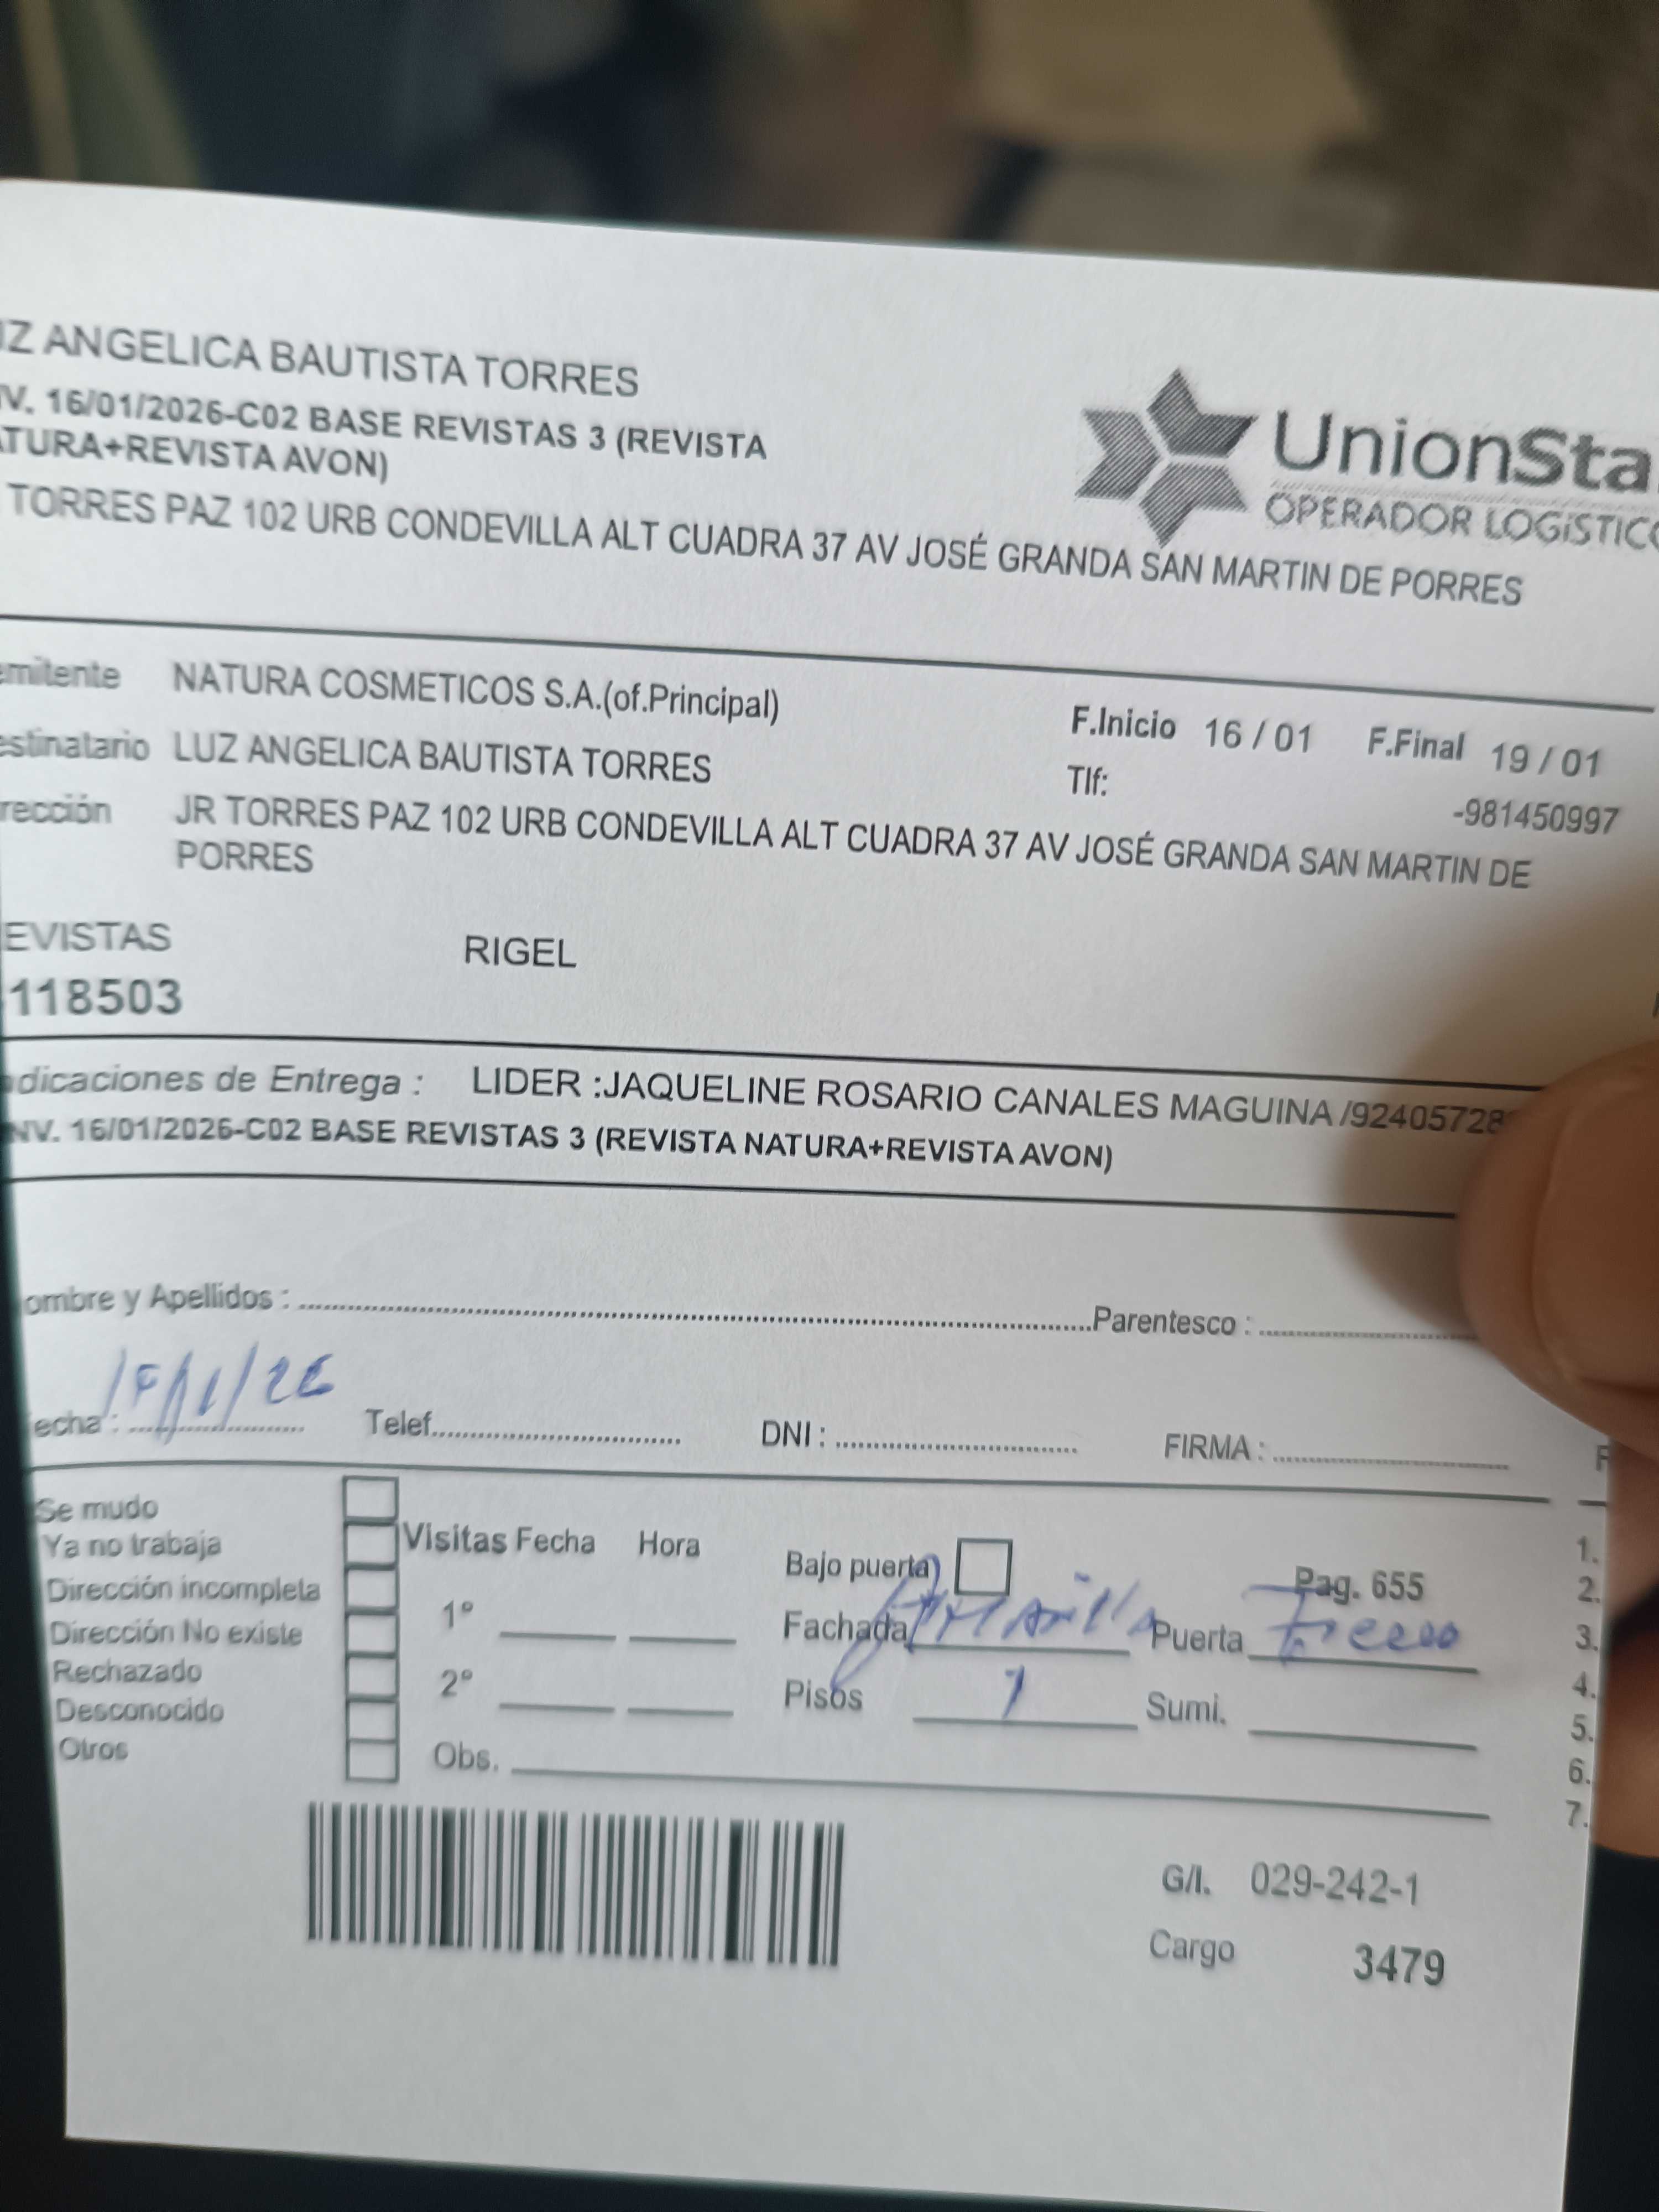 UZ ANGELICA BAUTISTA TORRES
NV. 16/01/2026-C02 BASE REVISTAS 3 (REVISTA
ATURA+REVISTA AVON)
UnionSta
OPERADOR LOGíSTICO
TORRES PAZ 102 URB CONDEVILLA ALT CUADRA 37 AV JOSÉ GRANDA SAN MARTIN DE PORRES
emitente NATURA COSMETICOS S.A.(of.Principal)
F.Inicio 16 / 01 F.Final 19 / 01
estinatario LUZ ANGELICA BAUTISTA TORRES
Tlf: -981450997
rección JR TORRES PAZ 102 URB CONDEVILLA ALT CUADRA 37 AV JOSÉ GRANDA SAN MARTIN DE
PORRES
EVISTAS RIGEL
118503
ndicaciones de Entrega : LIDER :JAQUELINE ROSARIO CANALES MAGUINA /92405728
NV. 16/01/2026-C02 BASE REVISTAS 3 (REVISTA NATURA+REVISTA AVON)
ombre y Apellidos : Parentesco :
echa : Telef. DNI : FIRMA : F
Se mudo
Ya no trabaja
Dirección incompleta
Dirección No existe
Rechazado
Desconocido
Otros
Visitas Fecha Hora
1°
2°
Obs.
Bajo puerta Pag. 655
Fachada Amarilla Puerta Fierro
Pisos 1 Sumi.
1.
2.
3.
4.
5.
6.
7.
G/l. 029-242-1
Cargo 3479